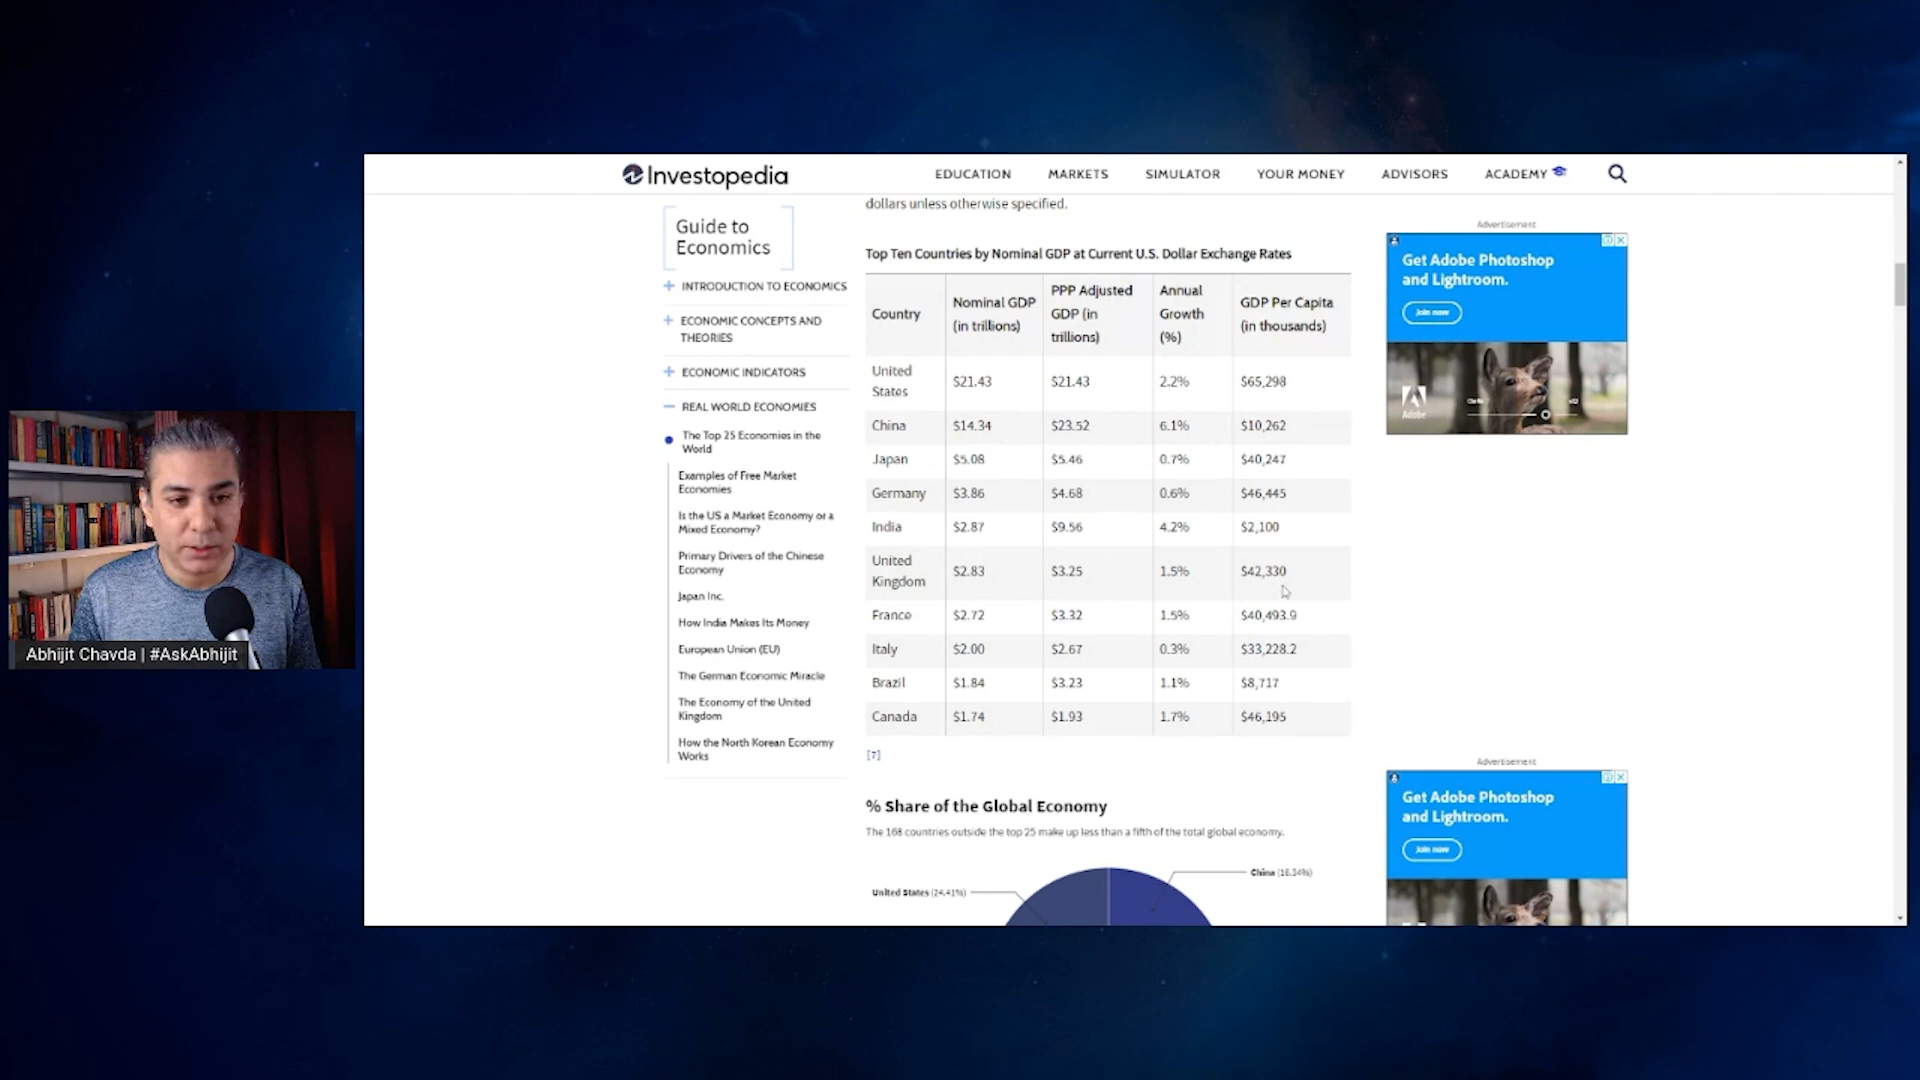 Investopedia
EDUCATION
MARKETS
SIMULATOR
YOUR MONEY
ADVISORS
ACADEMY
Guide to
Economics
+ INTRODUCTION TO ECONOMICS
+ ECONOMIC CONCEPTS AND
THEORIES
+ ECONOMIC INDICATORS
— REAL WORLD ECONOMIES
The Top 25 Economies in the
World
Examples of Free Market
Economies
Is the US a Market Economy or a
Mixed Economy?
Primary Drivers of the Chinese
Economy
Japan Inc.
How India Makes Its Money
European Union (EU)
The German Economic Miracle
The Economy of the United
Kingdom
How the North Korean Economy
Works
dollars unless otherwise specified.
Top Ten Countries by Nominal GDP at Current U.S. Dollar Exchange Rates
Country
Nominal GDP
(in trillions)
PPP Adjusted
GDP (in
trillions)
Annual
Growth
(%)
GDP Per Capita
(in thousands)
United
States
$21.43
$21.43
2.2%
$65,298
China
$14.34
$23.52
6.1%
$10,262
Japan
$5.08
$5.46
0.7%
$40,247
Germany
$3.86
$4.68
0.6%
$46,445
India
$2.87
$9.56
4.2%
$2,100
United
Kingdom
$2.83
$3.25
1.5%
$42,330
France
$2.72
$3.32
1.5%
$40,493.9
Italy
$2.00
$2.67
0.3%
$33,228.2
Brazil
$1.84
$3.23
1.1%
$8,717
Canada
$1.74
$1.93
1.7%
$46,195
[7]
% Share of the Global Economy
The 168 countries outside the top 25 make up less than a fifth of the total global economy.
United States (24.41%)
China (16.34%)
Advertisement
Get Adobe Photoshop
and Lightroom.
Join now
Adobe
Advertisement
Get Adobe Photoshop
and Lightroom.
Join now
Abhijit Chavda | #AskAbhijit